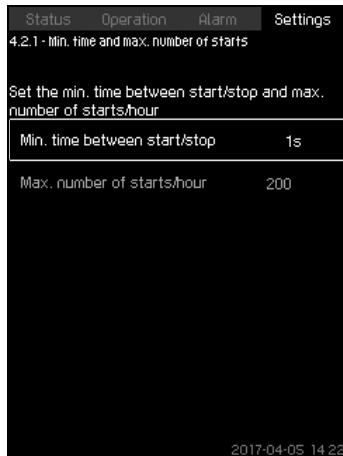 Status Operation Alarm Settings
4.2.1 - Min. time and max. number of starts
Set the min. time between start/stop and max.
number of starts/hour
Min. time between start/stop 1s
Max. number of starts/hour 200
2017-04-05 14:22